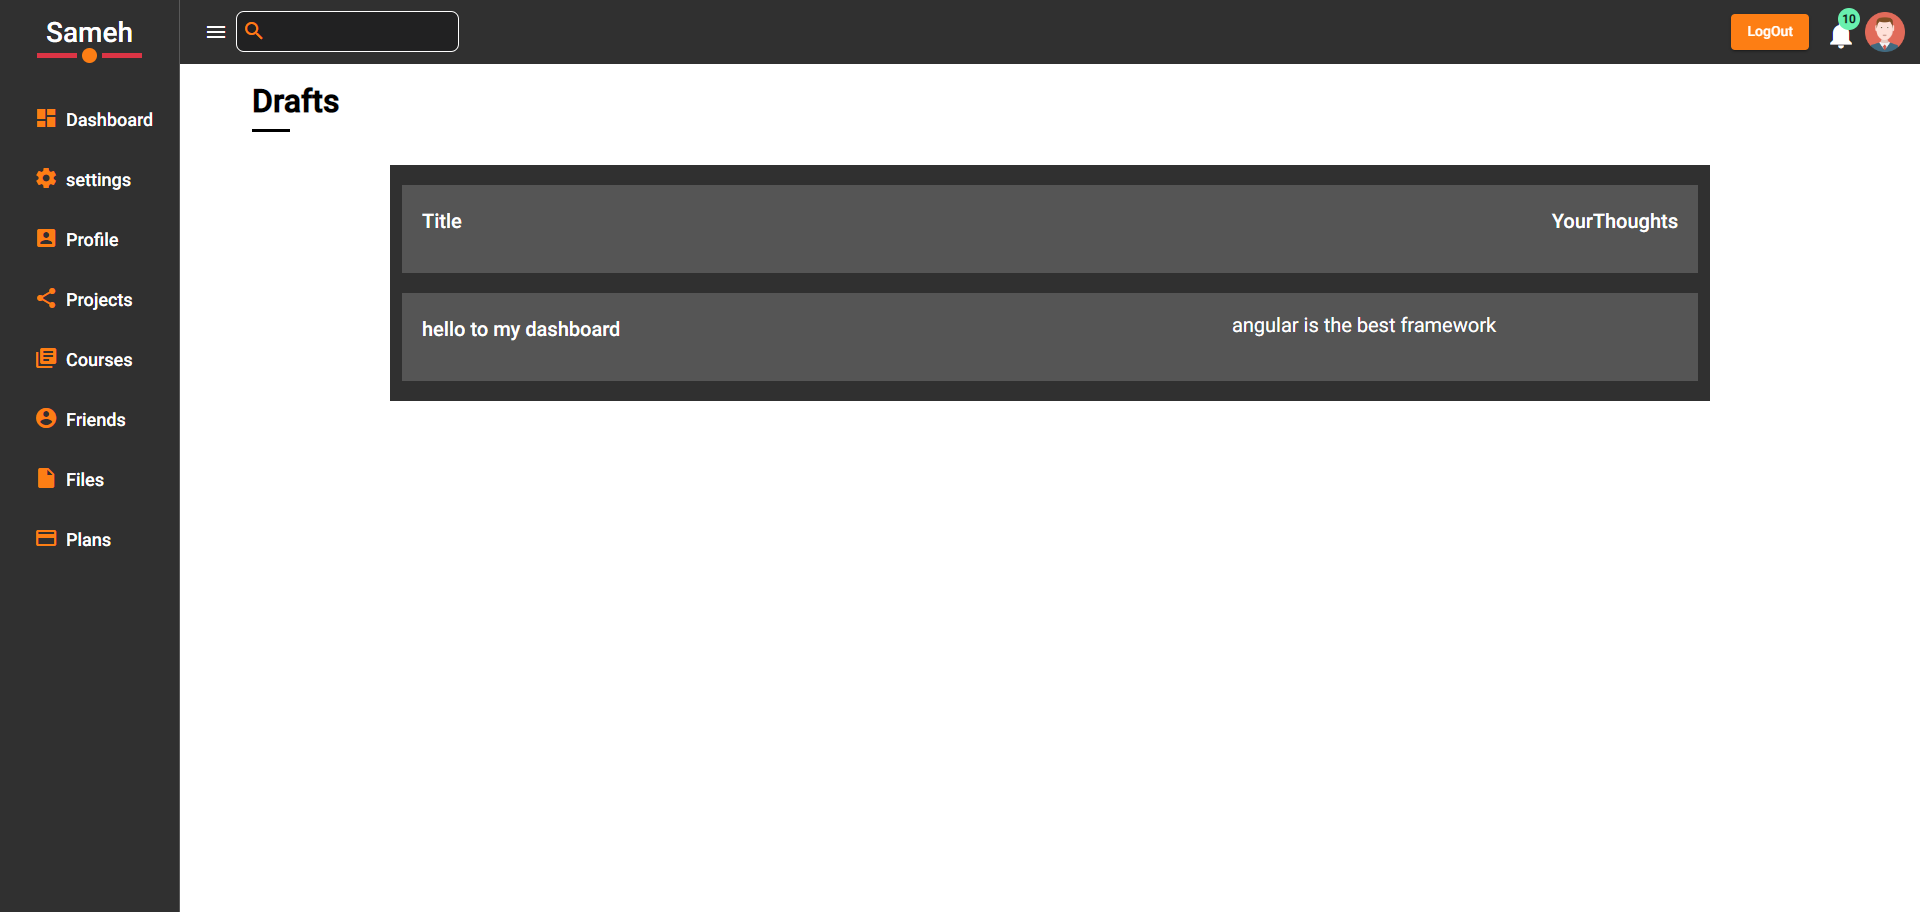 Sameh
LogOut
10
Dashboard
settings
Profile
Projects
Courses
Friends
Files
Plans
Drafts
Title YourThoughts
hello to my dashboard angular is the best framework